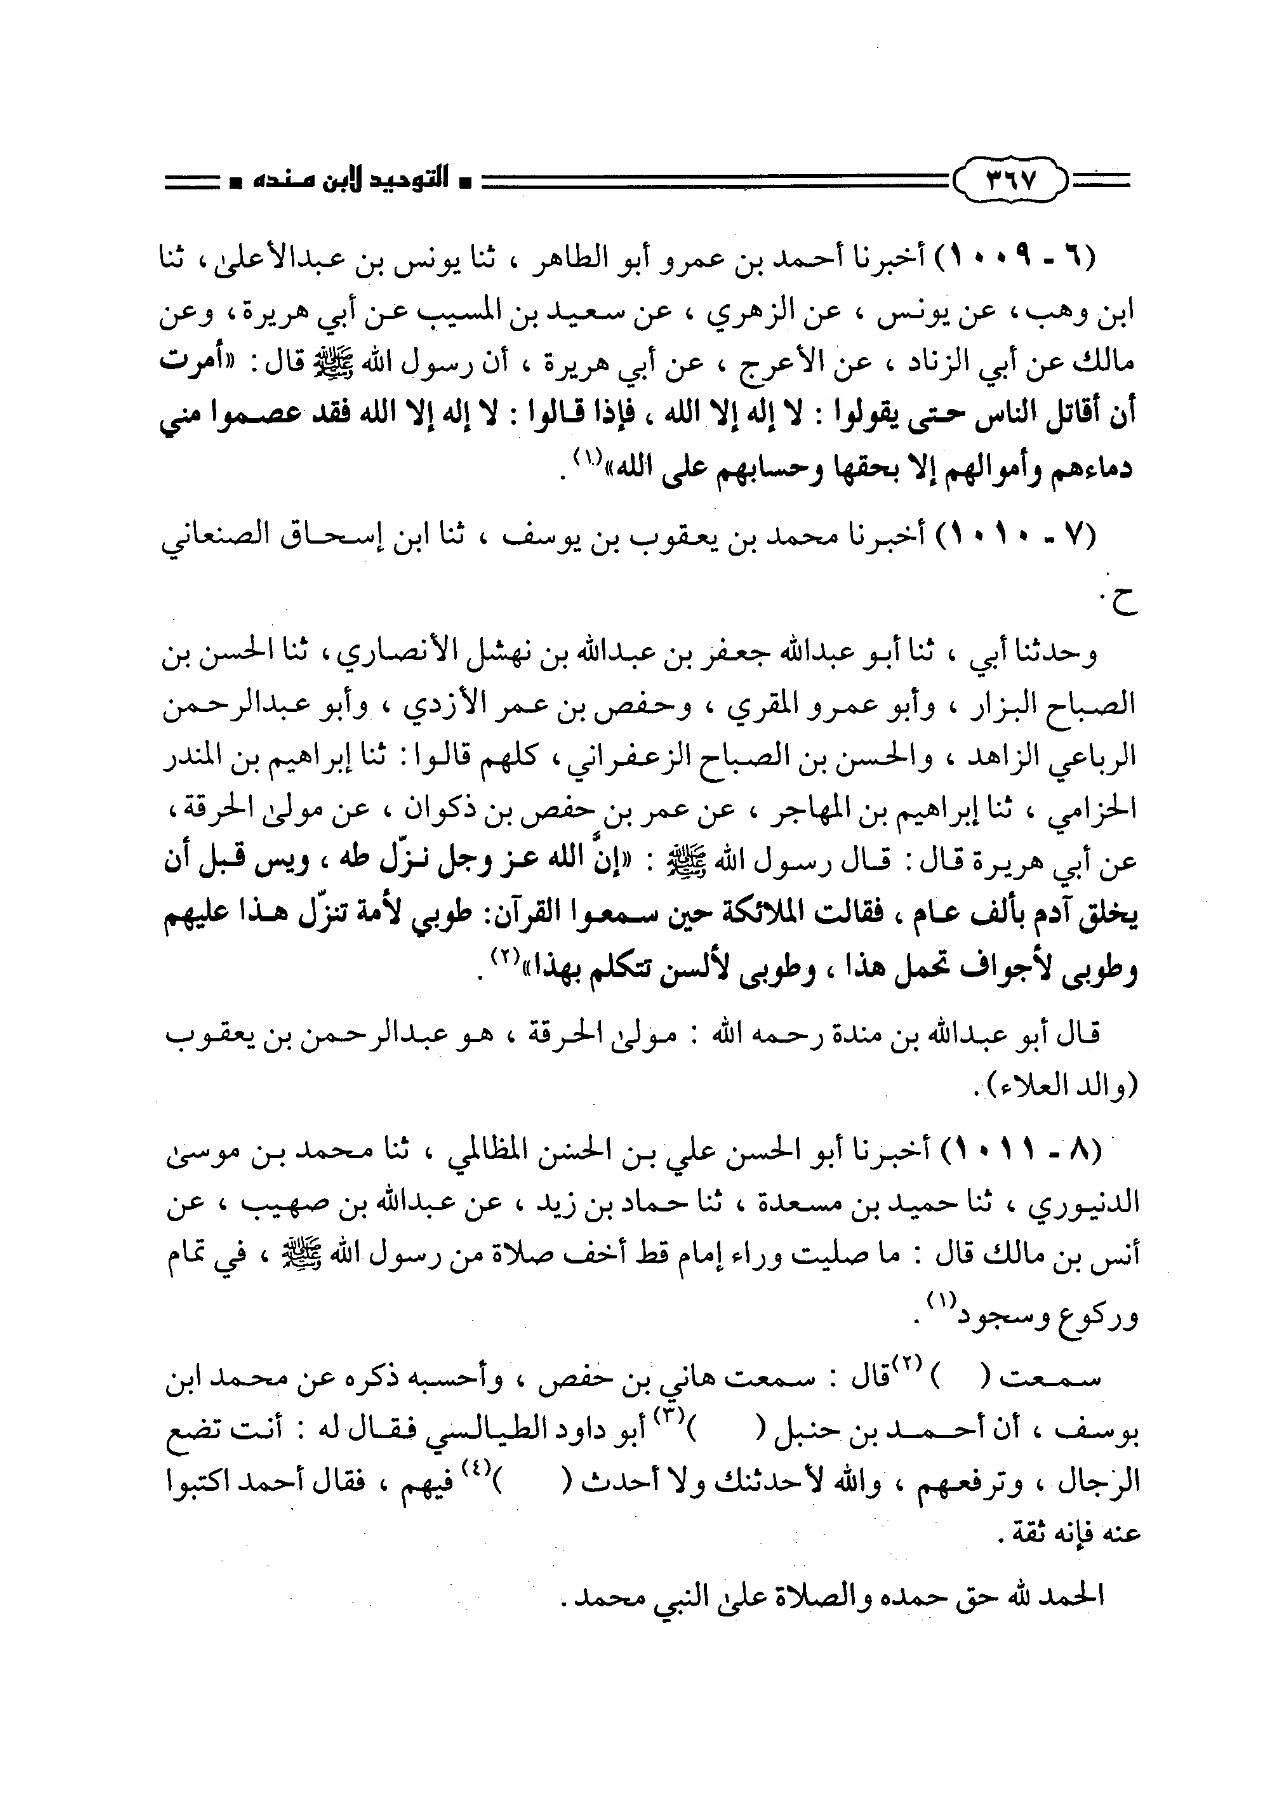 ٣٦٧ ■ التوحيد لابن منده ■
(٦ - ١٠٠٩) أخبرنا أحمد بن عمرو أبو الطاهر ، ثنا يونس بن عبدالأعلى ، ثنا
ابن وهب ، عن يونس ، عن الزهري ، عن سعيد بن المسيب عن أبي هريرة ، وعن
مالك عن أبي الزناد ، عن الأعرج ، عن أبي هريرة ، أن رسول الله ﷺ قال : «أمرت
أن أقاتل الناس حتى يقولوا : لا إله إلا الله ، فإذا قالوا : لا إله إلا الله فقد عصموا مني
دماءهم وأموالهم إلا بحقها وحسابهم على الله»(١) .
(٧ - ١٠١٠) أخبرنا محمد بن يعقوب بن يوسف ، ثنا ابن إسحاق الصنعاني
ح .
وحدثنا أبي ، ثنا أبو عبدالله جعفر بن عبدالله بن نهشل الأنصاري ، ثنا الحسن بن
الصباح البزار ، وأبو عمرو المقري ، وحفص بن عمر الأزدي ، وأبو عبدالرحمن
الرباعي الزاهد ، والحسن بن الصباح الزعفراني ، كلهم قالوا : ثنا إبراهيم بن المندر
الحزامي ، ثنا إبراهيم بن المهاجر ، عن عمر بن حفص بن ذكوان ، عن مولى الحرقة ،
عن أبي هريرة قال : قال رسول الله ﷺ : «إنَّ الله عز وجل نزّل طه ، ويس قبل أن
يخلق آدم بألف عام ، فقالت الملائكة حين سمعوا القرآن: طوبي لأمة تنزّل هذا عليهم
وطوبى لأجواف تحمل هذا ، وطوبى لألسن تتكلم بهذا»(٢) .
قال أبو عبدالله بن مندة رحمه الله : مولى الحرقة ، هو عبدالرحمن بن يعقوب
(والد العلاء) .
(٨ - ١٠١١) أخبرنا أبو الحسن علي بن الحسن المظالمي ، ثنا محمد بن موسى
الدنيوري ، ثنا حميد بن مسعدة ، ثنا حماد بن زيد ، عن عبدالله بن صهيب ، عن
أنس بن مالك قال : ما صليت وراء إمام قط أخف صلاة من رسول الله ﷺ ، في تمام
وركوع وسجود(١) .
سمعت (    )(٢)قال : سمعت هاني بن حفص ، وأحسبه ذكره عن محمد ابن
يوسف ، أن أحمد بن حنبل (    )(٣)أبو داود الطيالسي فقال له : أنت تضع
الرجال ، وترفعهم ، والله لأحدثنك ولا أحدث (    )(٤)فيهم ، فقال أحمد اكتبوا
عنه فإنه ثقة .
الحمد لله حق حمده والصلاة على النبي محمد .